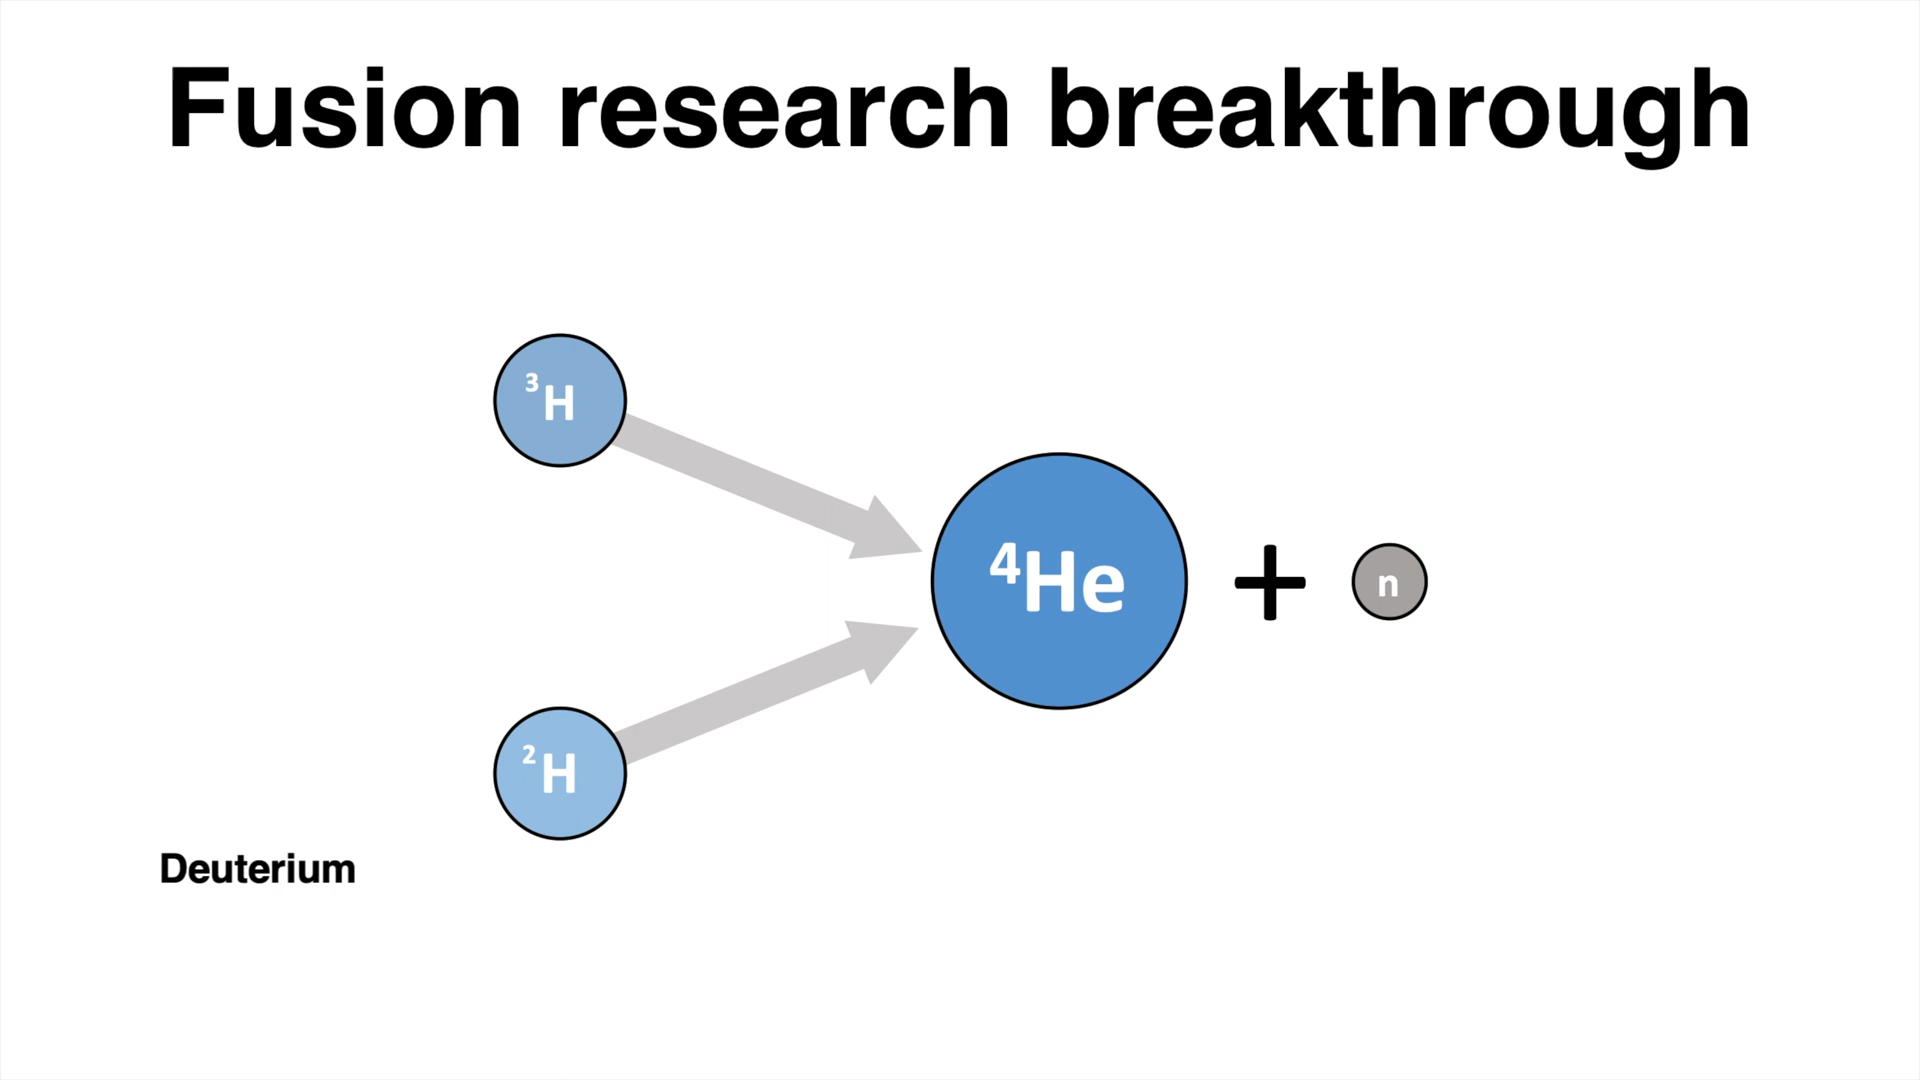 Fusion research breakthrough
³H
⁴He + n
²H
Deuterium